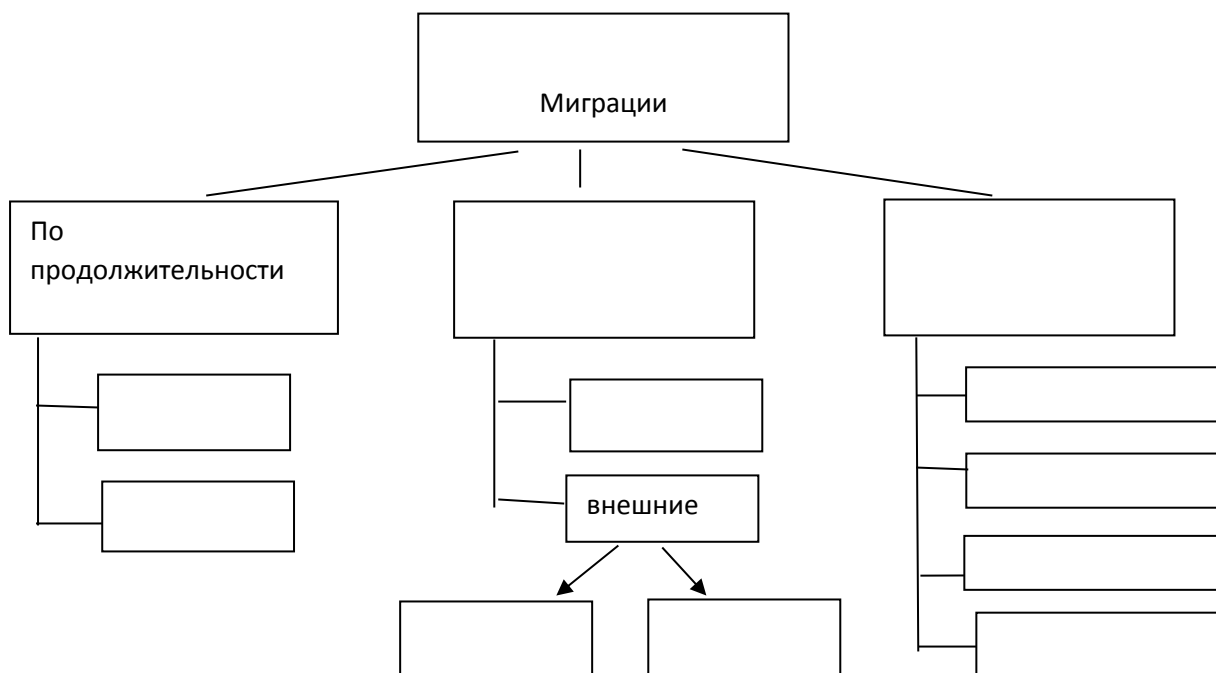 Миграции
По
продолжительности
внешние